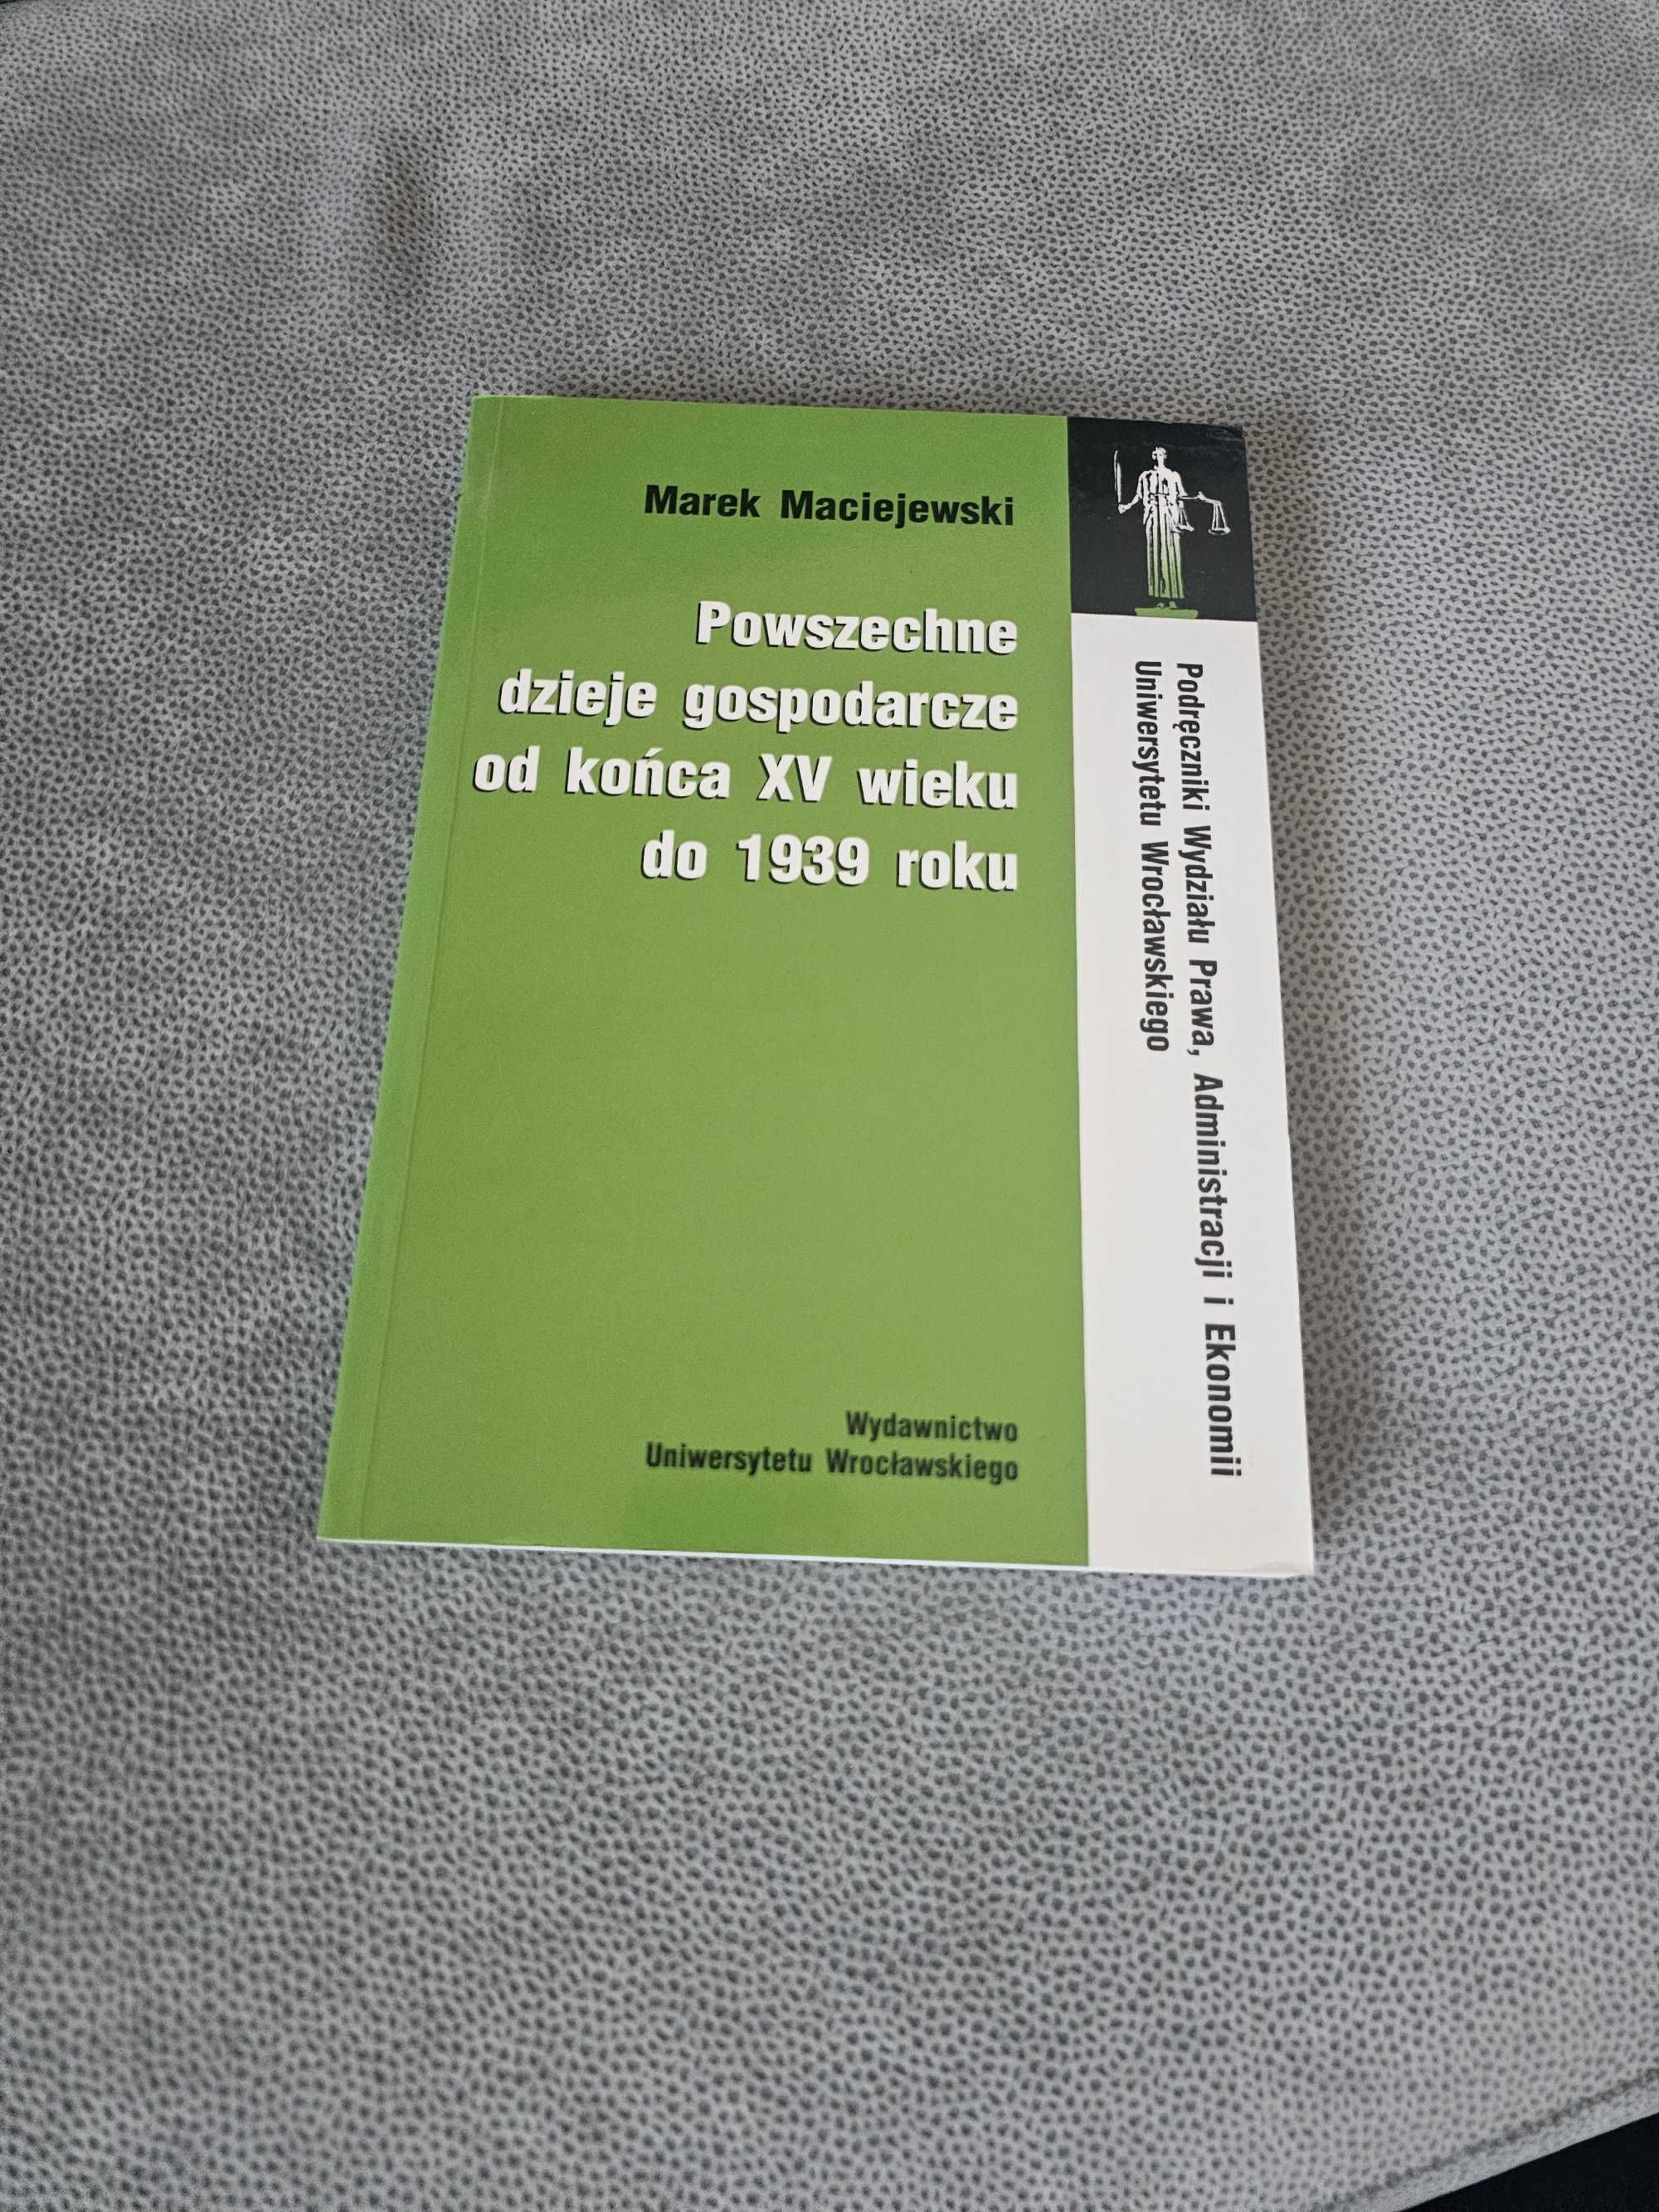 Marek Maciejewski
Powszechne
dzieje gospodarcze
od końca XV wieku
do 1939 roku
Wydawnictwo
Uniwersytetu Wrocławskiego
Podręczniki Wydziału Prawa, Administracji i Ekonomii
Uniwersytetu Wrocławskiego